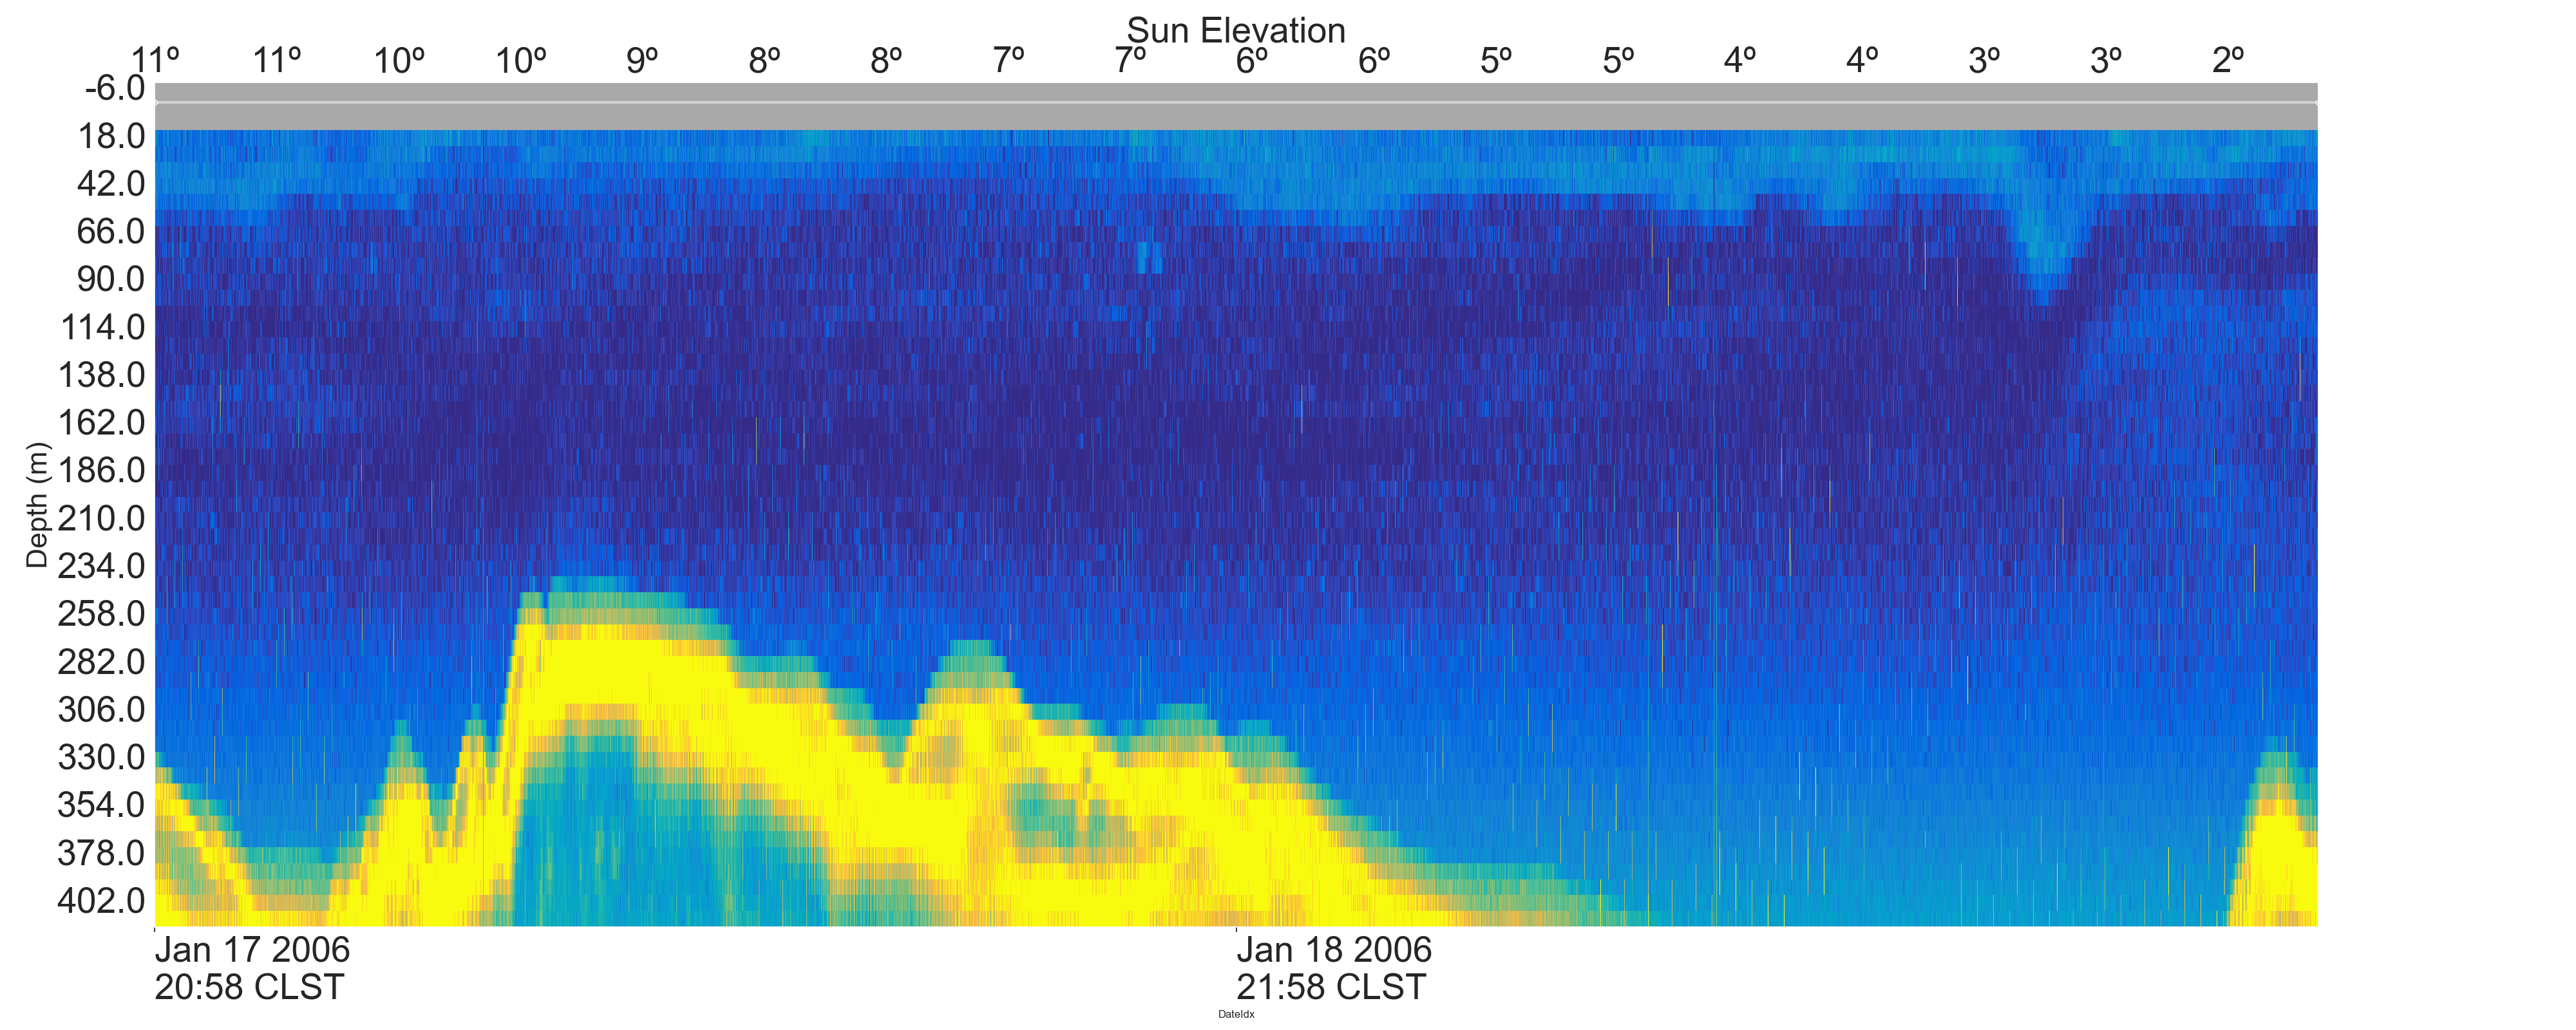 Sun Elevation
11º 11º 10º 10º 9º 8º 8º 7º 7º 6º 6º 5º 5º 4º 4º 3º 3º 2º
-6.0
18.0
42.0
66.0
90.0
114.0
138.0
162.0
186.0
210.0
234.0
258.0
282.0
306.0
330.0
354.0
378.0
402.0
Depth (m)
Jan 17 2006
20:58 CLST
Jan 18 2006
21:58 CLST
DateIdx